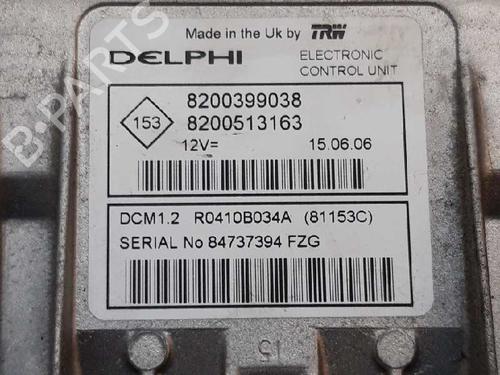 Made in the Uk by TRW
DELPHI
ELECTRONIC
CONTROL UNIT
153
8200399038
8200513163
12V=
15.06.06
DCM1.2 R0410B034A (81153C)
SERIAL No 84737394 FZG
15
B-PARTS